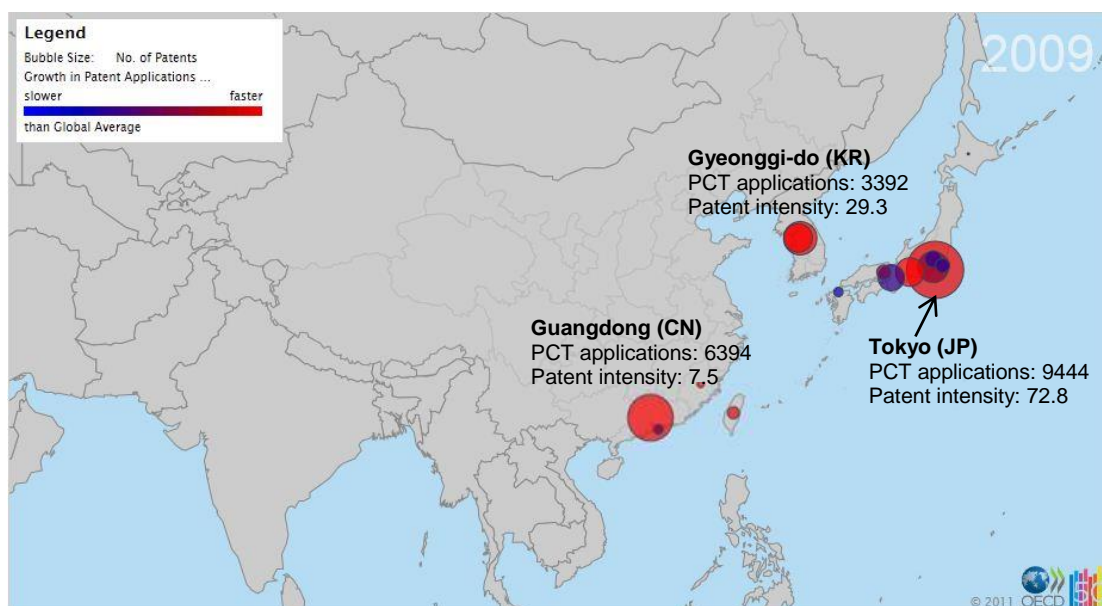 Legend
Bubble Size: No. of Patents
Growth in Patent Applications ...
slower faster
than Global Average
2009
Gyeonggi-do (KR)
PCT applications: 3392
Patent intensity: 29.3
Guangdong (CN)
PCT applications: 6394
Patent intensity: 7.5
Tokyo (JP)
PCT applications: 9444
Patent intensity: 72.8
© 2011 OECD